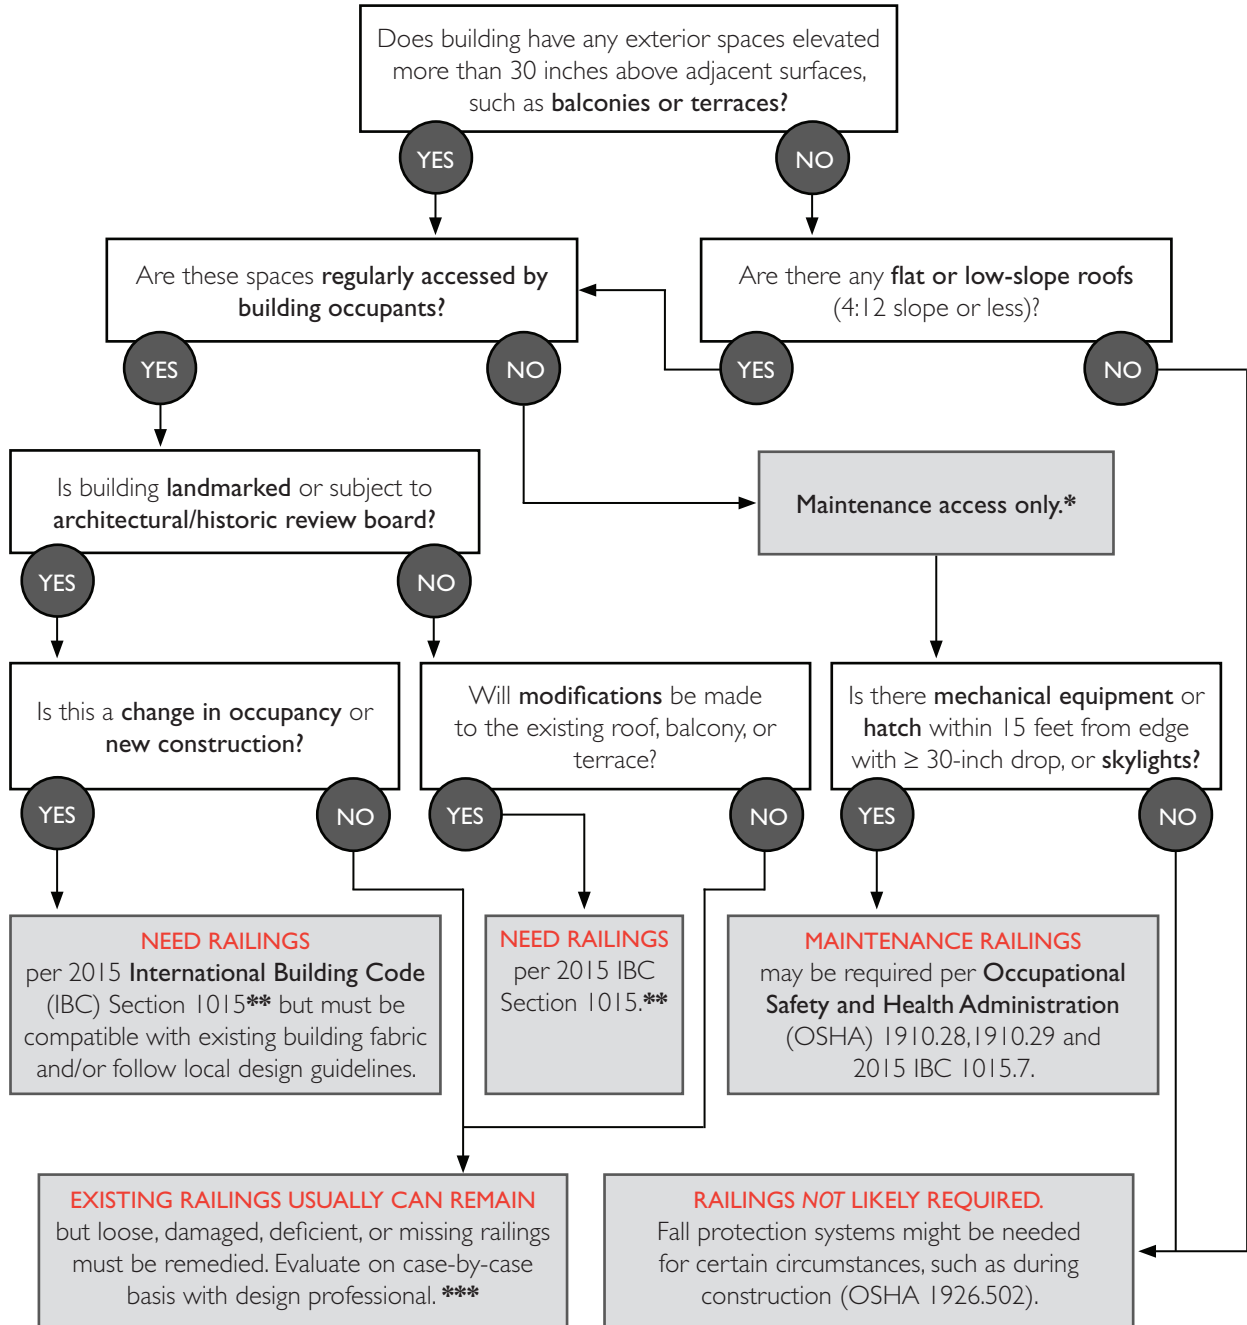 Does building have any exterior spaces elevated
more than 30 inches above adjacent surfaces,
such as balconies or terraces?
YES
NO
Are these spaces regularly accessed by
building occupants?
Are there any flat or low-slope roofs
(4:12 slope or less)?
YES
NO
YES
NO
Is building landmarked or subject to
architectural/historic review board?
Maintenance access only.*
YES
NO
Is this a change in occupancy or
new construction?
Will modifications be made
to the existing roof, balcony, or
terrace?
Is there mechanical equipment or
hatch within 15 feet from edge
with ≥ 30-inch drop, or skylights?
YES
NO
YES
NO
YES
NO
NEED RAILINGS
per 2015 International Building Code
(IBC) Section 1015** but must be
compatible with existing building fabric
and/or follow local design guidelines.
NEED RAILINGS
per 2015 IBC
Section 1015.**
MAINTENANCE RAILINGS
may be required per Occupational
Safety and Health Administration
(OSHA) 1910.28,1910.29 and
2015 IBC 1015.7.
EXISTING RAILINGS USUALLY CAN REMAIN
but loose, damaged, deficient, or missing railings
must be remedied. Evaluate on case-by-case
basis with design professional. ***
RAILINGS NOT LIKELY REQUIRED.
Fall protection systems might be needed
for certain circumstances, such as during
construction (OSHA 1926.502).